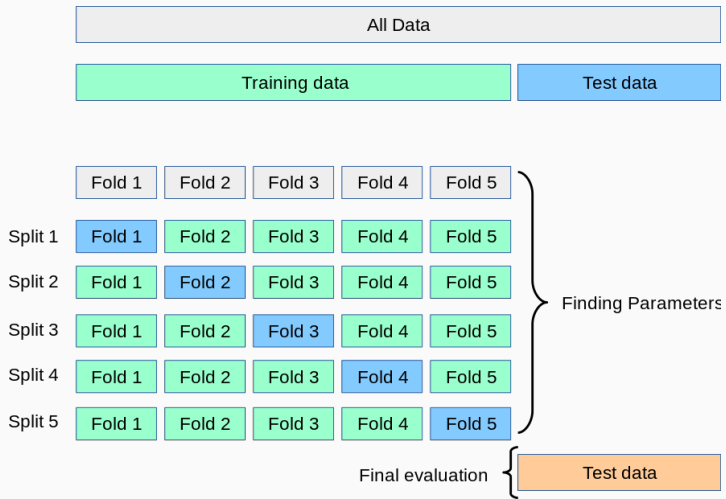 All Data
Training data Test data
Fold 1 Fold 2 Fold 3 Fold 4 Fold 5
Split 1 Fold 1 Fold 2 Fold 3 Fold 4 Fold 5
Split 2 Fold 1 Fold 2 Fold 3 Fold 4 Fold 5
Finding Parameters
Split 3 Fold 1 Fold 2 Fold 3 Fold 4 Fold 5
Split 4 Fold 1 Fold 2 Fold 3 Fold 4 Fold 5
Split 5 Fold 1 Fold 2 Fold 3 Fold 4 Fold 5
Final evaluation Test data